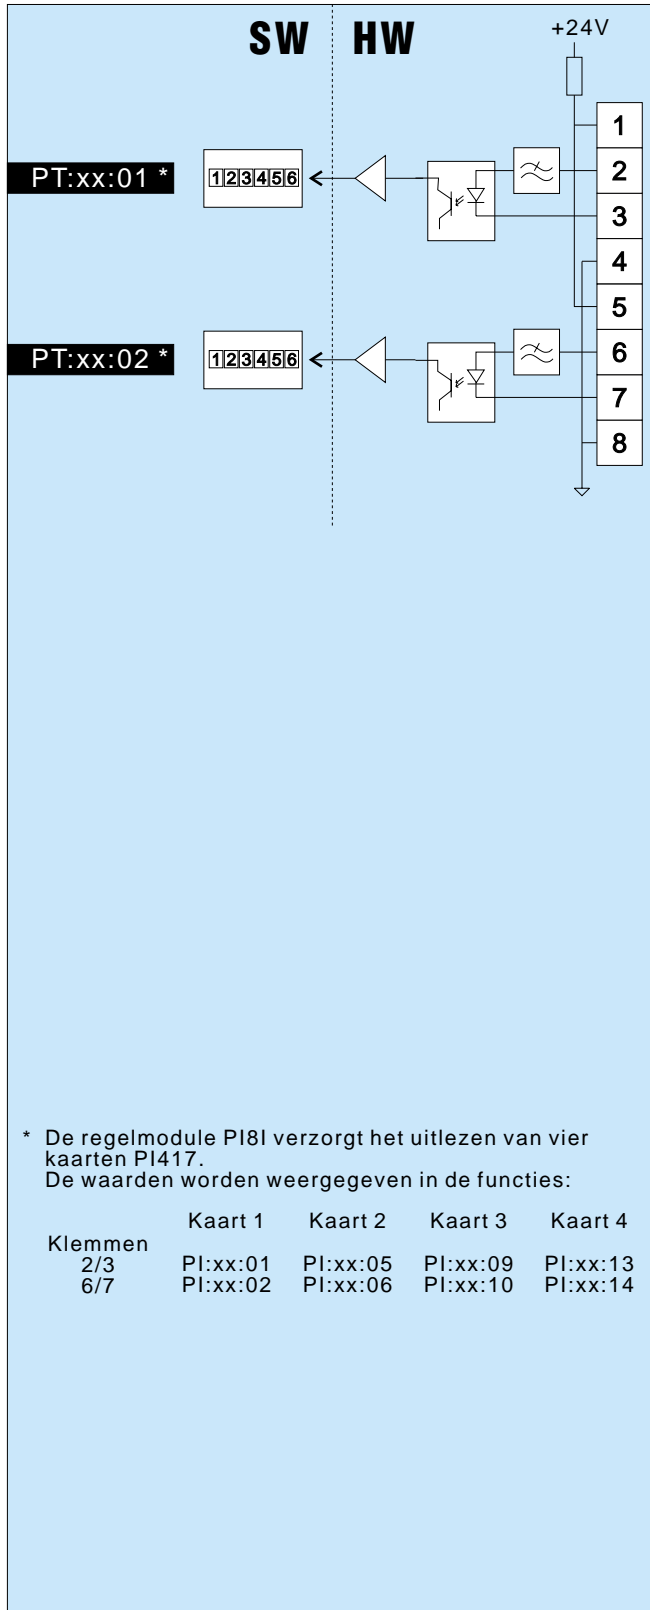 SW HW +24V
1
PT:xx:01 * 123456 2
3
4
5
PT:xx:02 * 123456 6
7
8
* De regelmodule PI8I verzorgt het uitlezen van vier
kaarten PI417.
De waarden worden weergegeven in de functies:
Kaart 1 Kaart 2 Kaart 3 Kaart 4
Klemmen
2/3 PI:xx:01 PI:xx:05 PI:xx:09 PI:xx:13
6/7 PI:xx:02 PI:xx:06 PI:xx:10 PI:xx:14